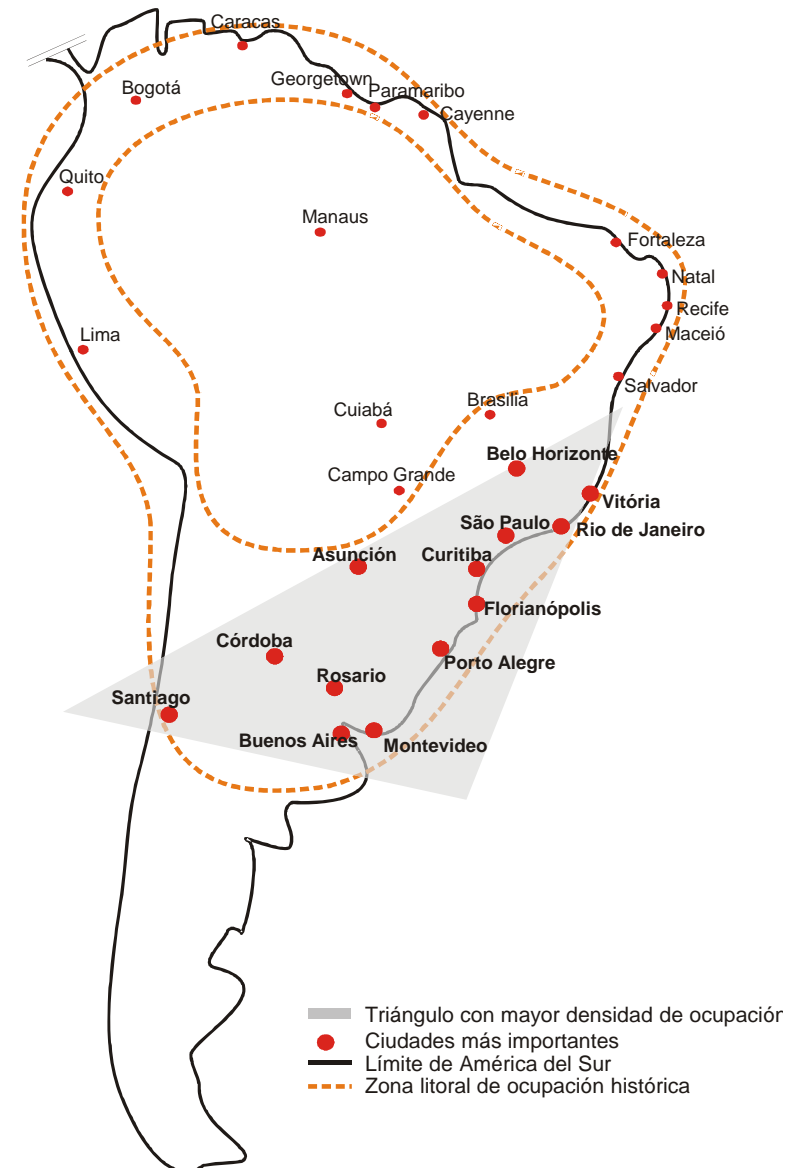 Caracas
Bogotá
Georgetown
Paramaribo
Cayenne
Quito
Manaus
Fortaleza
Natal
Recife
Maceió
Lima
Salvador
Cuiabá
Brasilia
Belo Horizonte
Campo Grande
Vitória
São Paulo
Rio de Janeiro
Asunción
Curitiba
Florianópolis
Córdoba
Porto Alegre
Rosario
Santiago
Buenos Aires
Montevideo
Triángulo con mayor densidad de ocupación
Ciudades más importantes
Límite de América del Sur
Zona litoral de ocupación histórica